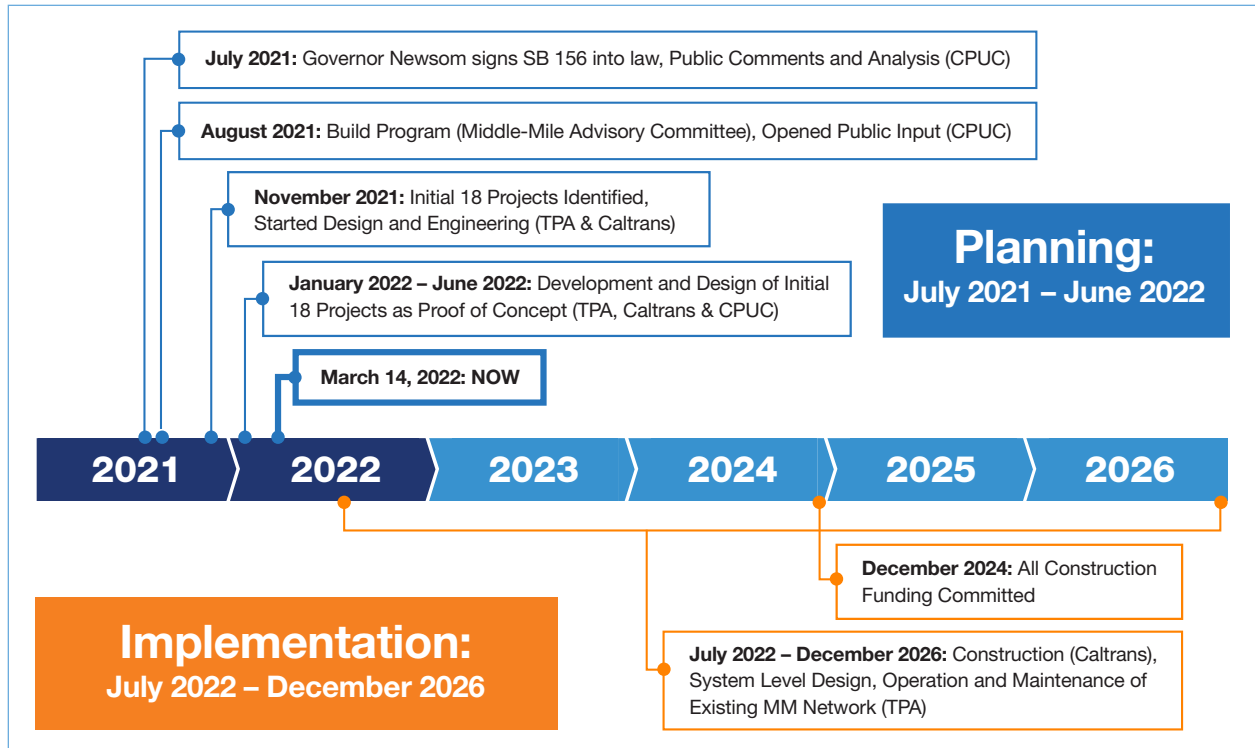 July 2021: Governor Newsom signs SB 156 into law, Public Comments and Analysis (CPUC)
August 2021: Build Program (Middle-Mile Advisory Committee), Opened Public Input (CPUC)
November 2021: Initial 18 Projects Identified,
Started Design and Engineering (TPA & Caltrans)
January 2022 – June 2022: Development and Design of Initial
18 Projects as Proof of Concept (TPA, Caltrans & CPUC)
March 14, 2022: NOW
Planning:
July 2021 – June 2022
2021
2022
2023
2024
2025
2026
December 2024: All Construction
Funding Committed
July 2022 – December 2026: Construction (Caltrans),
System Level Design, Operation and Maintenance of
Existing MM Network (TPA)
Implementation:
July 2022 – December 2026